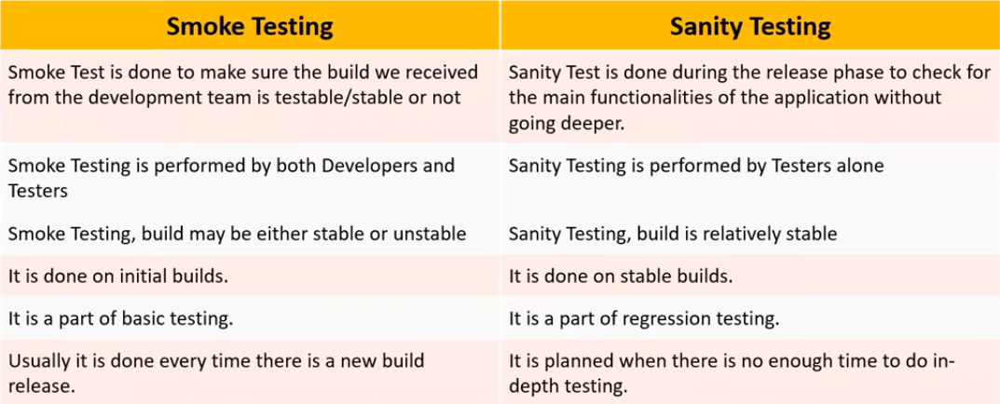 Smoke Testing
Sanity Testing
Smoke Test is done to make sure the build we received
from the development team is testable/stable or not
Sanity Test is done during the release phase to check for
the main functionalities of the application without
going deeper.
Smoke Testing is performed by both Developers and
Testers
Sanity Testing is performed by Testers alone
Smoke Testing, build may be either stable or unstable
Sanity Testing, build is relatively stable
It is done on initial builds.
It is done on stable builds.
It is a part of basic testing.
It is a part of regression testing.
Usually it is done every time there is a new build
release.
It is planned when there is no enough time to do in-
depth testing.